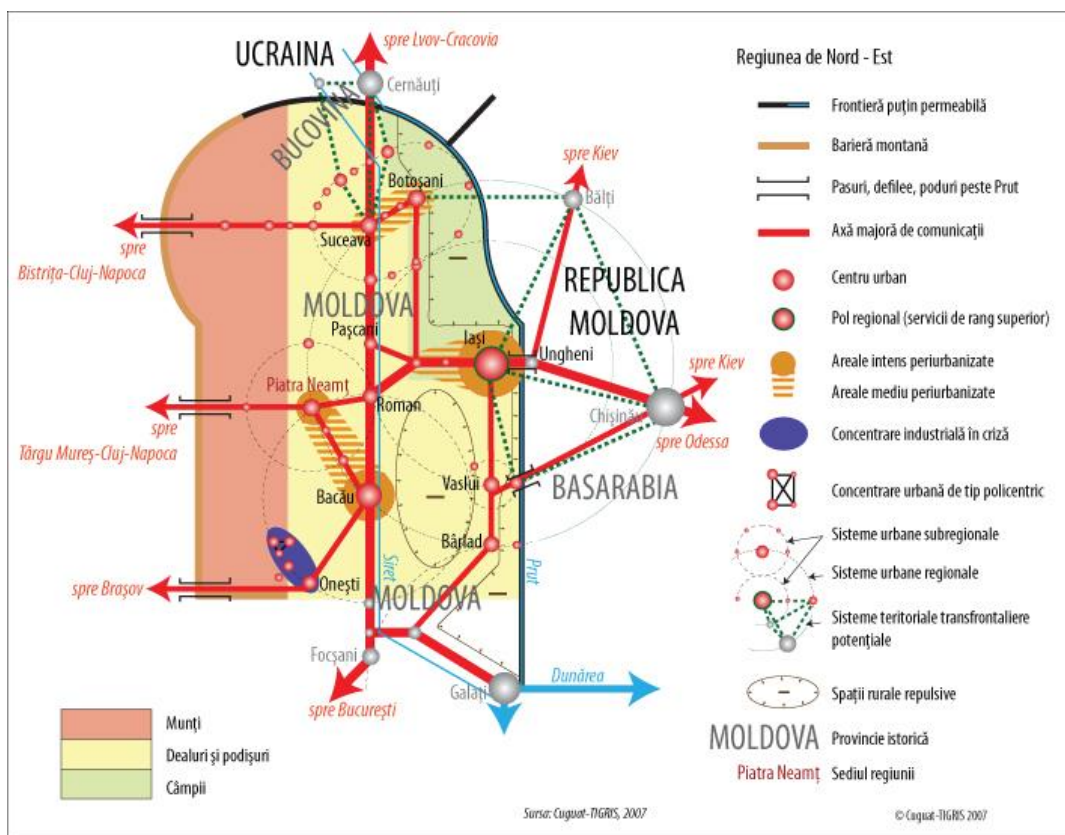 spre Lvov-Cracovia
UCRAINA
Cernăuți
BUCOVINA
spre Kiev
Botoșani
Bălți
Suceava
spre
Bistrița-Cluj-Napoca
REPUBLICA
MOLDOVA
MOLDOVA
Pașcani
Iași
Ungheni
spre Kiev
Piatra Neamț
Roman
Chișinău
spre
Târgu Mureș-Cluj-Napoca
spre Odessa
Bacău
Vaslui
BASARABIA
Bârlad
Siret
Prut
Onești
spre Brașov
MOLDOVA
Focșani
Galați
Dunărea
spre București
Munți
Dealuri și podișuri
Câmpii
Sursa: Cuguat-TIGRIS, 2007
Regiunea de Nord - Est
Frontieră puțin permeabilă
Barieră montană
Pasuri, defilee, poduri peste Prut
Axă majoră de comunicații
Centru urban
Pol regional (servicii de rang superior)
Areale intens periurbanizate
Areale mediu periurbanizate
Concentrare industrială în criză
Concentrare urbană de tip policentric
Sisteme urbane subregionale
Sisteme urbane regionale
Sisteme teritoriale transfrontaliere
potențiale
Spații rurale repulsive
MOLDOVA Provincie istorică
Piatra Neamț Sediul regiunii
© Cuguat-TIGRIS 2007